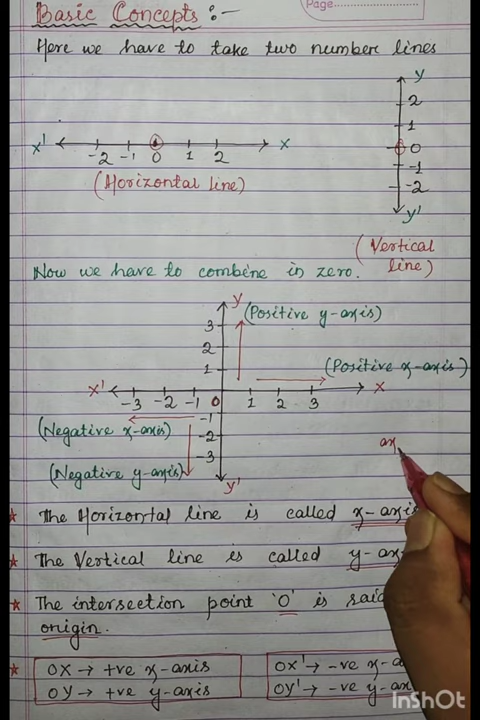 Page
Basic Concepts :-
Here we have to take two number lines
y
2
1
0
-1
-2
y'
(Vertical
line)
x' x
-2 -1 0 1 2
(Horizontal line)
Now we have to combine in zero.
y
(Positive y-axis)
3
2
1
(Positive x-axis)
x' x
-3 -2 -1 0 1 2 3
-1
-2
-3
y'
(Negative x-axis)
(Negative y-axis)
ax
* The Horizontal line is called x-axis
* The Vertical line is called y-ax
* The intersection point 'O' is said
origin.
* OX → +ve x-axis
OY → +ve y-axis
OX' → -ve x-a
OY' → -ve y-ax
InShOt